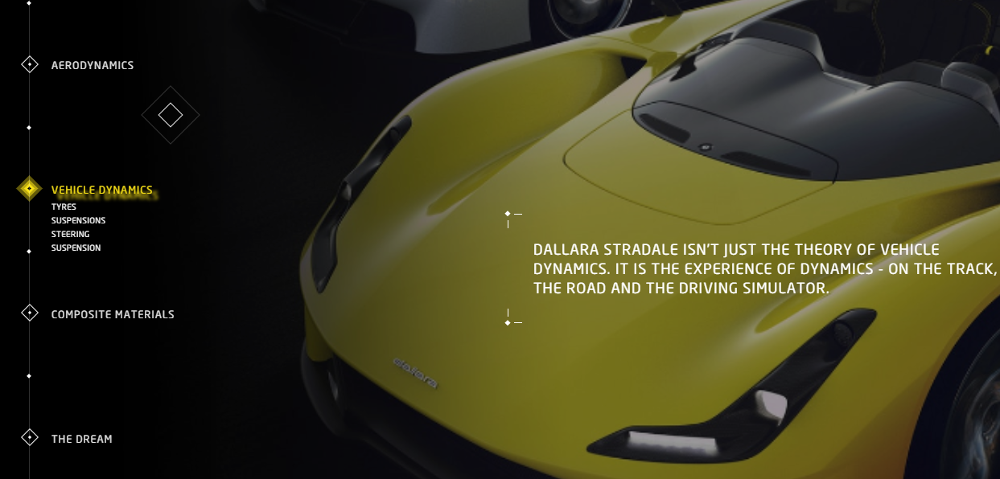 AERODYNAMICS
VEHICLE DYNAMICS
TYRES
SUSPENSIONS
STEERING
SUSPENSION
COMPOSITE MATERIALS
THE DREAM
DALLARA STRADALE ISN'T JUST THE THEORY OF VEHICLE
DYNAMICS. IT IS THE EXPERIENCE OF DYNAMICS - ON THE TRACK,
THE ROAD AND THE DRIVING SIMULATOR.
dallara